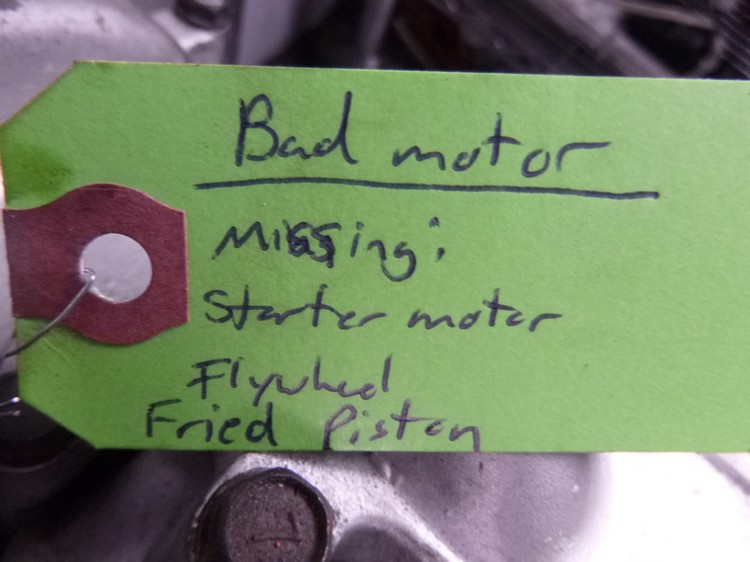 Bad motor
Missing:
Starter motor
Flywheel
Fried Piston